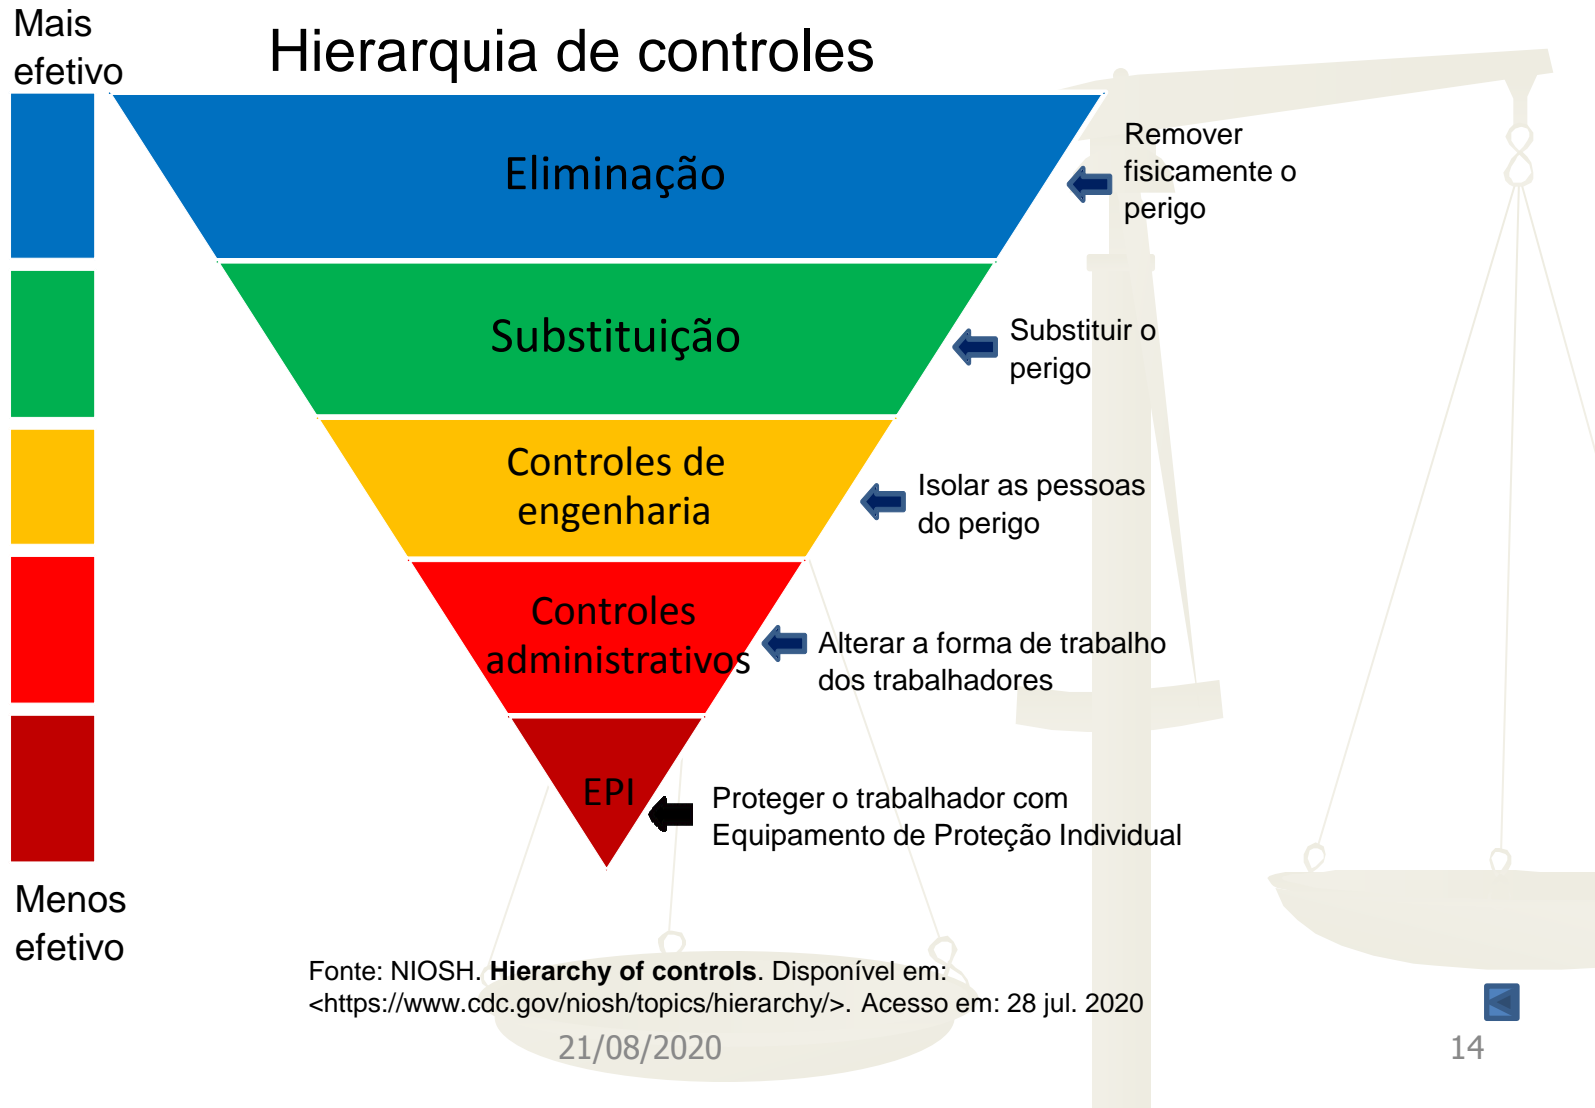 Mais
efetivo
Hierarquia de controles
Eliminação
Remover
fisicamente o
perigo
Substituição
Substituir o
perigo
Controles de
engenharia
Isolar as pessoas
do perigo
Controles
administrativos
Alterar a forma de trabalho
dos trabalhadores
EPI
Proteger o trabalhador com
Equipamento de Proteção Individual
Menos
efetivo
Fonte: NIOSH. Hierarchy of controls. Disponível em:
<https://www.cdc.gov/niosh/topics/hierarchy/>. Acesso em: 28 jul. 2020
21/08/2020
14